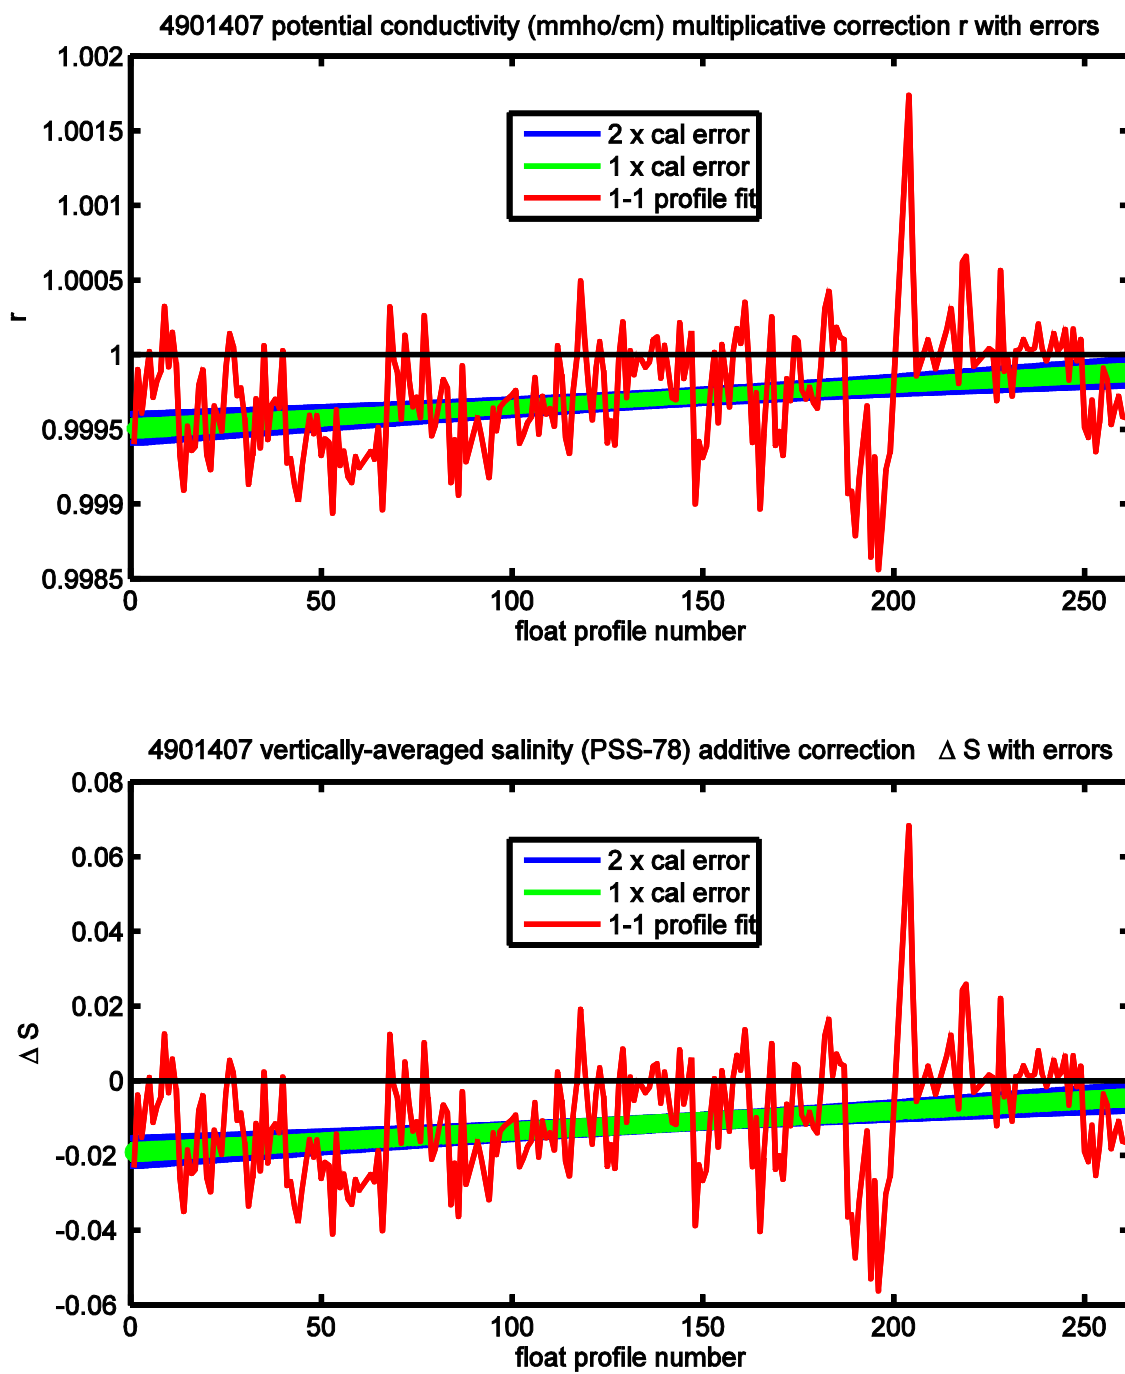 4901407 potential conductivity (mmho/cm) multiplicative correction r with errors
1.002
1.0015
1.001
1.0005
1
0.9995
0.999
0.9985
r
2 x cal error
1 x cal error
1-1 profile fit
0 50 100 150 200 250
float profile number
4901407 vertically-averaged salinity (PSS-78) additive correction Δ S with errors
0.08
0.06
0.04
0.02
0
-0.02
-0.04
-0.06
Δ S
2 x cal error
1 x cal error
1-1 profile fit
0 50 100 150 200 250
float profile number